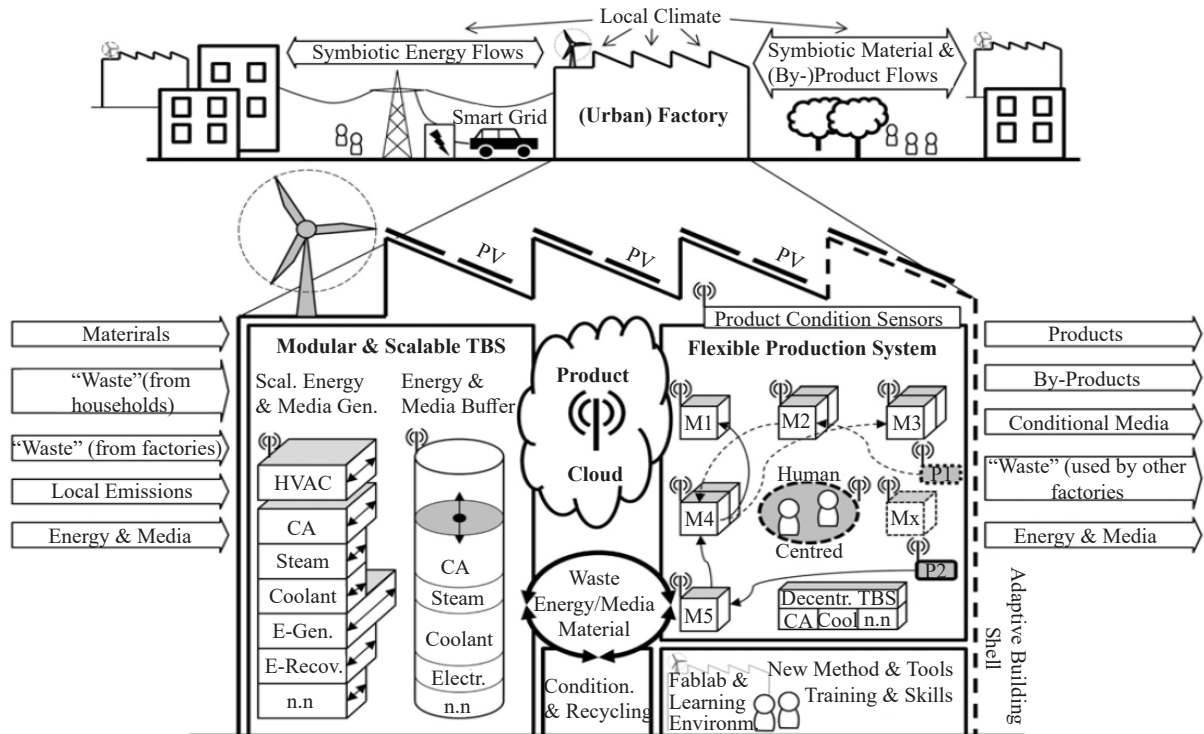 Local Climate
Symbiotic Energy Flows
Symbiotic Material &
(By-)Product Flows
Smart Grid
(Urban) Factory
PV
PV
PV
Product Condition Sensors
Materirals
"Waste"(from
households)
"Waste" (from factories)
Local Emissions
Energy & Media
Modular & Scalable TBS
Scal. Energy
& Media Gen.
Energy &
Media Buffer
HVAC
CA
Steam
Coolant
E-Gen.
E-Recov.
n.n
CA
Steam
Coolant
Electr.
n.n
Product
Cloud
Waste
Energy/Media
Material
Condition.
& Recycling
Flexible Production System
M1
M2
M3
P1
Human
M4
Mx
Centred
P2
M5
Decentr. TBS
CA
Cool
n.n
Fablab &
Learning
Environm.
New Method & Tools
Training & Skills
Products
By-Products
Conditional Media
"Waste" (used by other
factories
Energy & Media
Adaptive Building
Shell